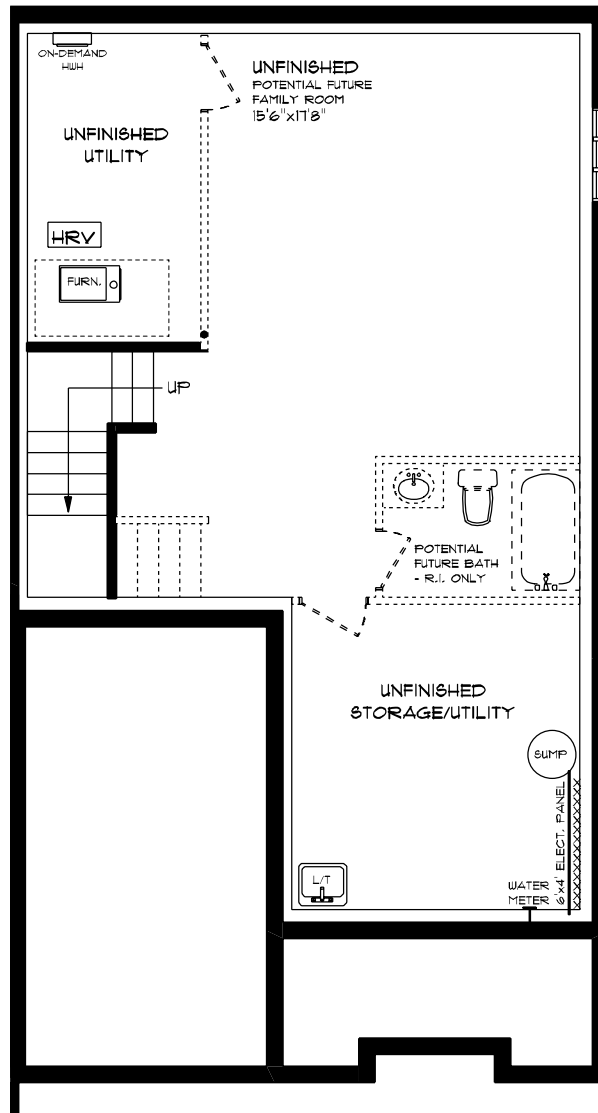 ON-DEMAND
HWH
UNFINISHED
POTENTIAL FUTURE
FAMILY ROOM
15'6"x17'8"
UNFINISHED
UTILITY
HRV
FURN.
UP
POTENTIAL
FUTURE BATH
- R.I. ONLY
UNFINISHED
STORAGE/UTILITY
SUMP
6'x4' ELECT. PANEL
L/T
WATER
METER